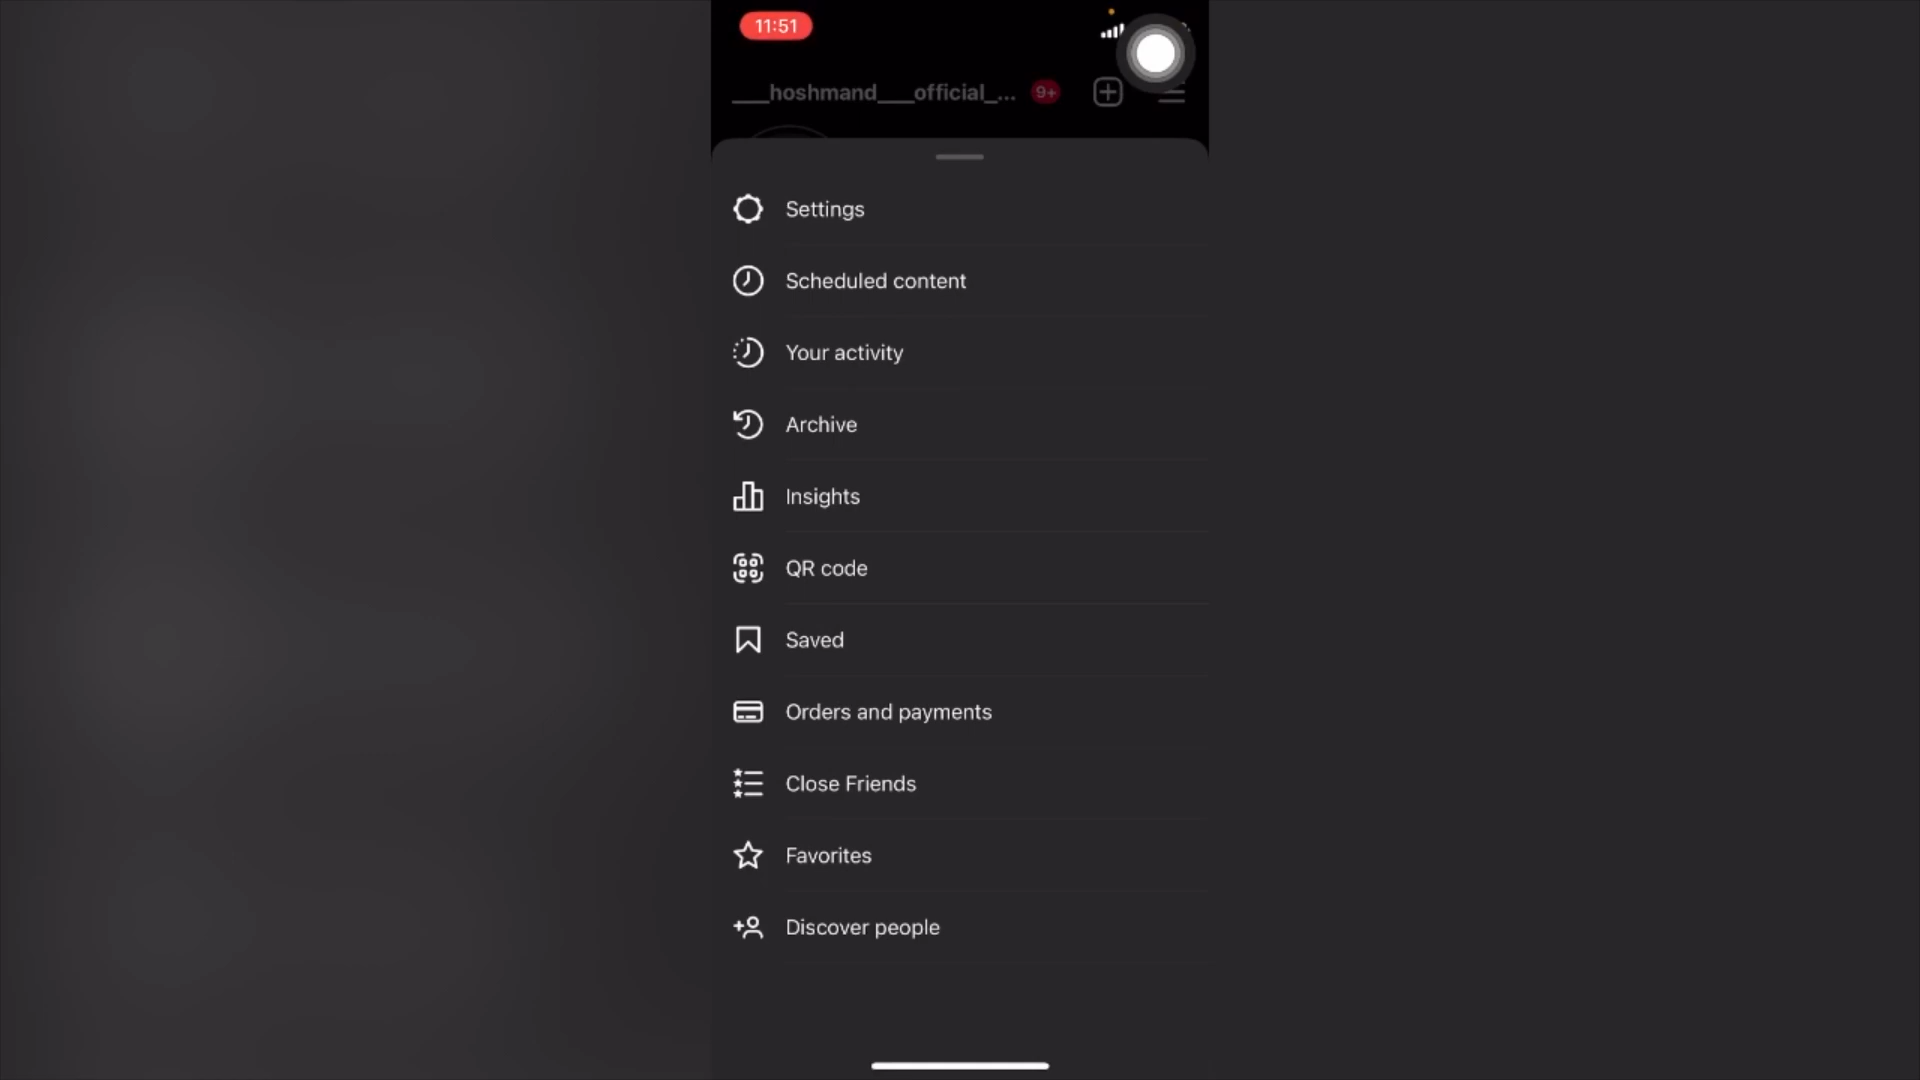 11:51
___hoshmand___official_...
9+
Settings
Scheduled content
Your activity
Archive
Insights
QR code
Saved
Orders and payments
Close Friends
Favorites
Discover people